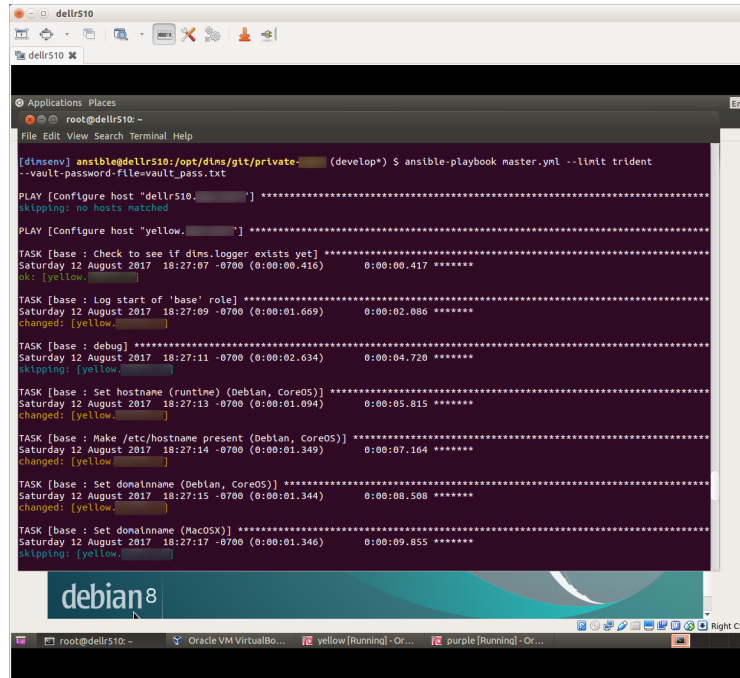 dellr510
dellr510
Applications Places
En
root@dellr510: ~
File Edit View Search Terminal Help
[dimsenv] ansible@dellr510:/opt/dims/git/private- (develop*) $ ansible-playbook master.yml --limit trident
--vault-password-file=vault_pass.txt
PLAY [Configure host "dellr510. "] *******************************************************************************
skipping: no hosts matched
PLAY [Configure host "yellow. "] *********************************************************************************
TASK [base : Check to see if dims.logger exists yet] *******************************************************************
Saturday 12 August 2017 18:27:07 -0700 (0:00:00.416) 0:00:00.417 *******
ok: [yellow. ]
TASK [base : Log start of 'base' role] *********************************************************************************
Saturday 12 August 2017 18:27:09 -0700 (0:00:01.669) 0:00:02.086 *******
changed: [yellow. ]
TASK [base : debug] ****************************************************************************************************
Saturday 12 August 2017 18:27:11 -0700 (0:00:02.634) 0:00:04.720 *******
skipping: [yellow. ]
TASK [base : Set hostname (runtime) (Debian, CoreOS)] ******************************************************************
Saturday 12 August 2017 18:27:13 -0700 (0:00:01.094) 0:00:05.815 *******
changed: [yellow. ]
TASK [base : Make /etc/hostname present (Debian, CoreOS)] **************************************************************
Saturday 12 August 2017 18:27:14 -0700 (0:00:01.349) 0:00:07.164 *******
changed: [yellow. ]
TASK [base : Set domainname (Debian, CoreOS)] **************************************************************************
Saturday 12 August 2017 18:27:15 -0700 (0:00:01.344) 0:00:08.508 *******
changed: [yellow. ]
TASK [base : Set domainname (MacOSX)] **********************************************************************************
Saturday 12 August 2017 18:27:17 -0700 (0:00:01.346) 0:00:09.855 *******
skipping: [yellow. ]
debian 8
Right C
root@dellr510: ~ Oracle VM VirtualBo... yellow [Running] - Or... purple [Running] - Or...